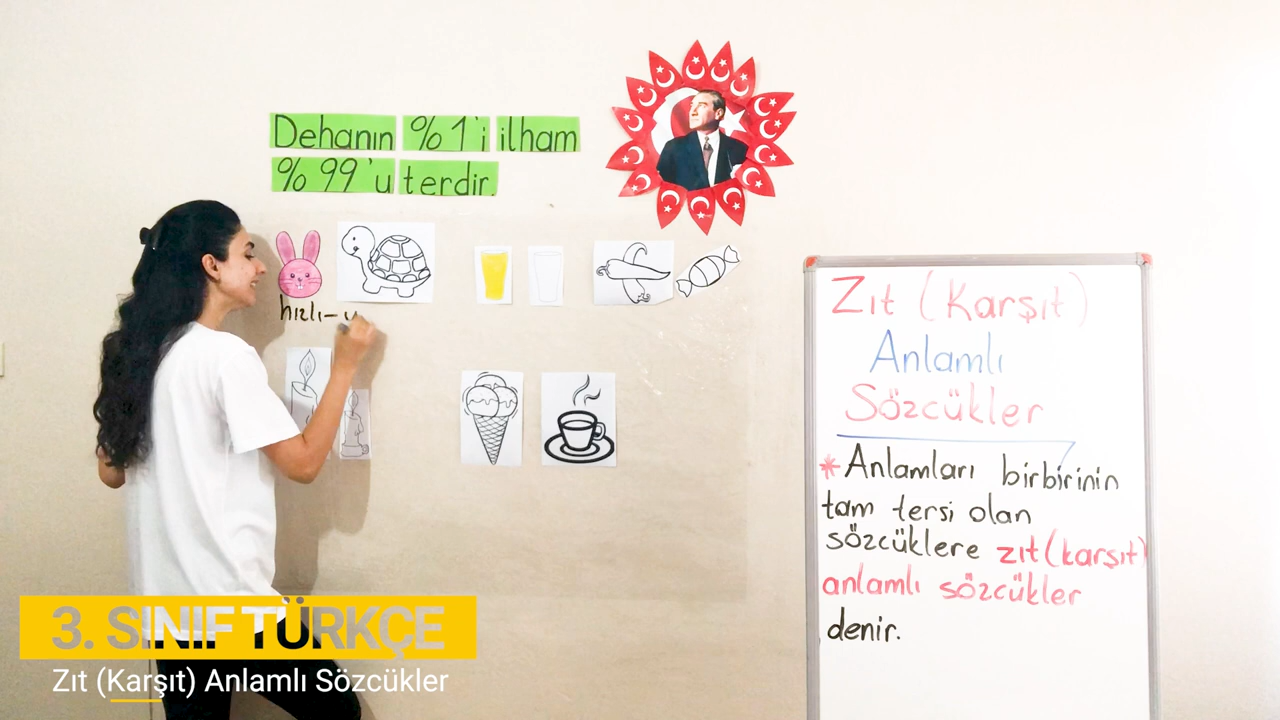 Dehanın %1'i ilham
%99'u terdir.
hızlı-y
Zıt (Karşıt)
Anlamlı
Sözcükler
*Anlamları birbirinin
tam tersi olan
sözcüklere zıt(karşıt)
anlamlı sözcükler
denir.
3. SINIF TÜRKÇE
Zıt (Karşıt) Anlamlı Sözcükler